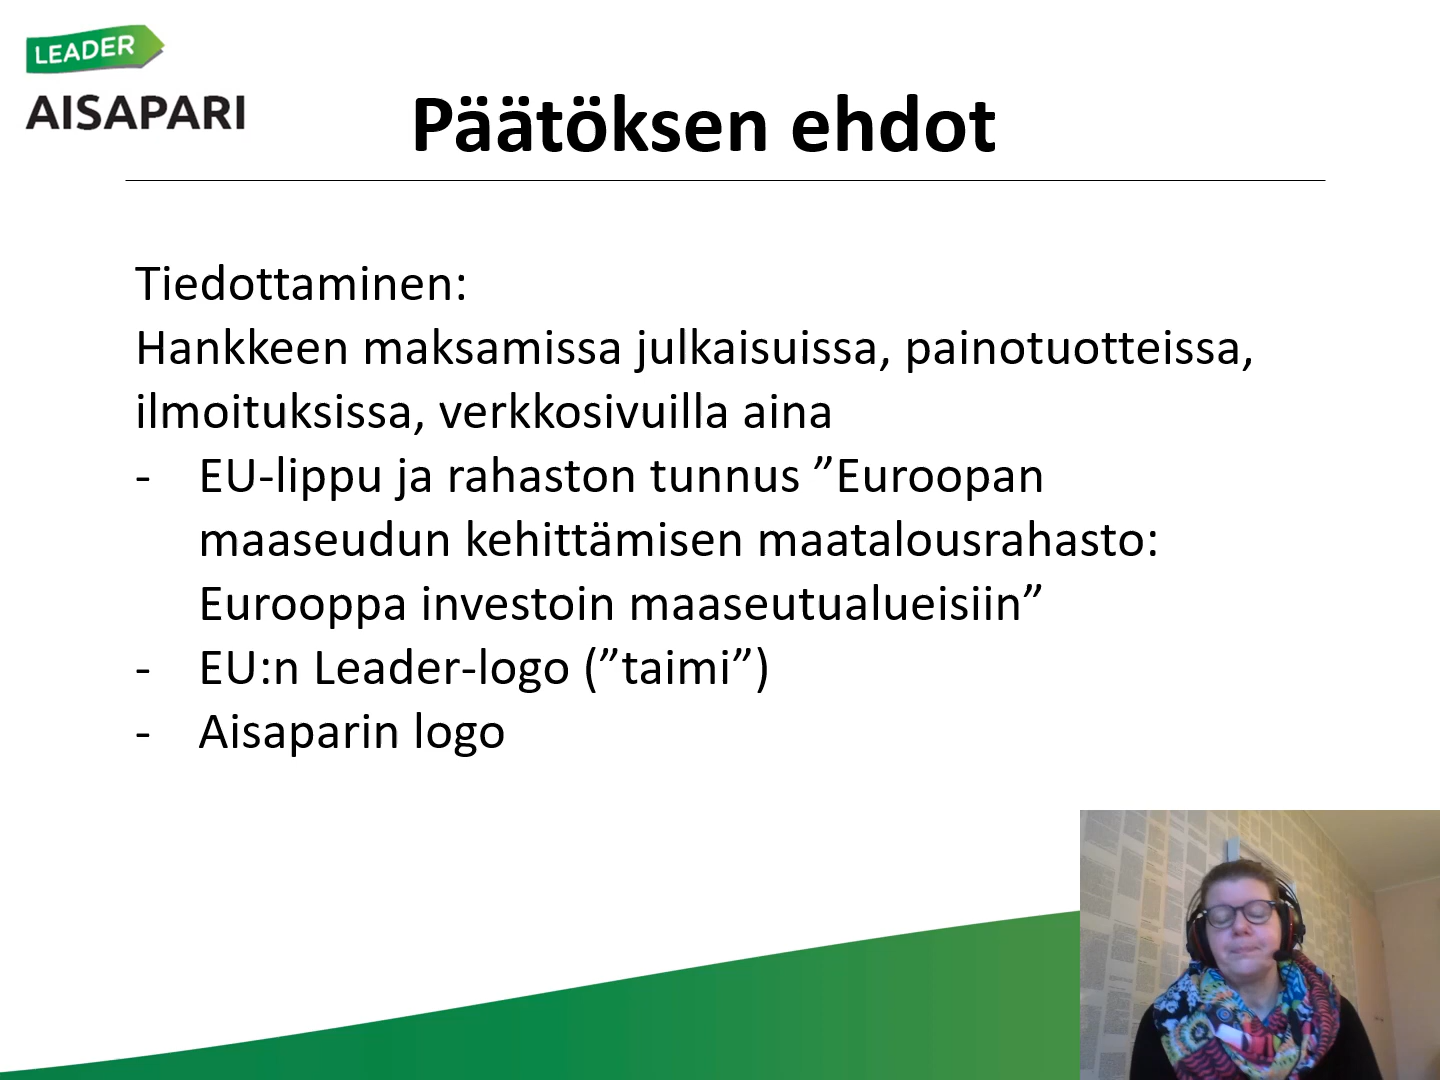 LEADER
AISAPARI
Päätöksen ehdot
Tiedottaminen:
Hankkeen maksamissa julkaisuissa, painotuotteissa,
ilmoituksissa, verkkosivuilla aina
- EU-lippu ja rahaston tunnus ”Euroopan
maaseudun kehittämisen maatalousrahasto:
Eurooppa investoin maaseutualueisiin”
- EU:n Leader-logo (”taimi”)
- Aisaparin logo